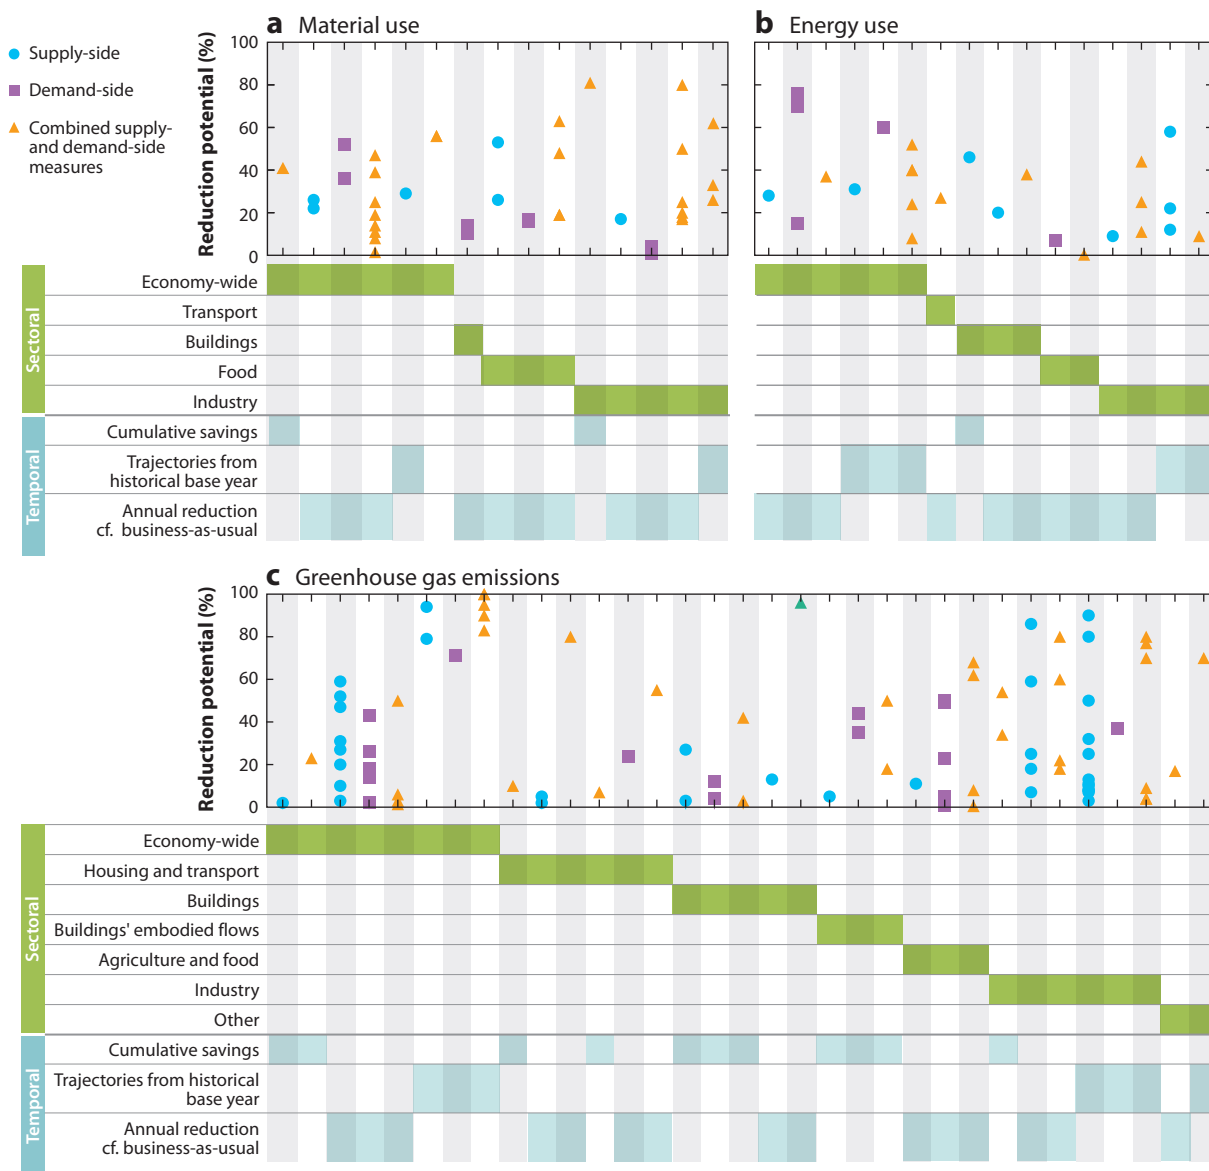 a Material use
b Energy use
Supply-side
Demand-side
Combined supply-
and demand-side
measures
Reduction potential (%)
100
80
60
40
20
0
Sectoral
Economy-wide
Transport
Buildings
Food
Industry
Temporal
Cumulative savings
Trajectories from
historical base year
Annual reduction
cf. business-as-usual
c Greenhouse gas emissions
Reduction potential (%)
100
80
60
40
20
0
Sectoral
Economy-wide
Housing and transport
Buildings
Buildings' embodied flows
Agriculture and food
Industry
Other
Temporal
Cumulative savings
Trajectories from historical
base year
Annual reduction
cf. business-as-usual